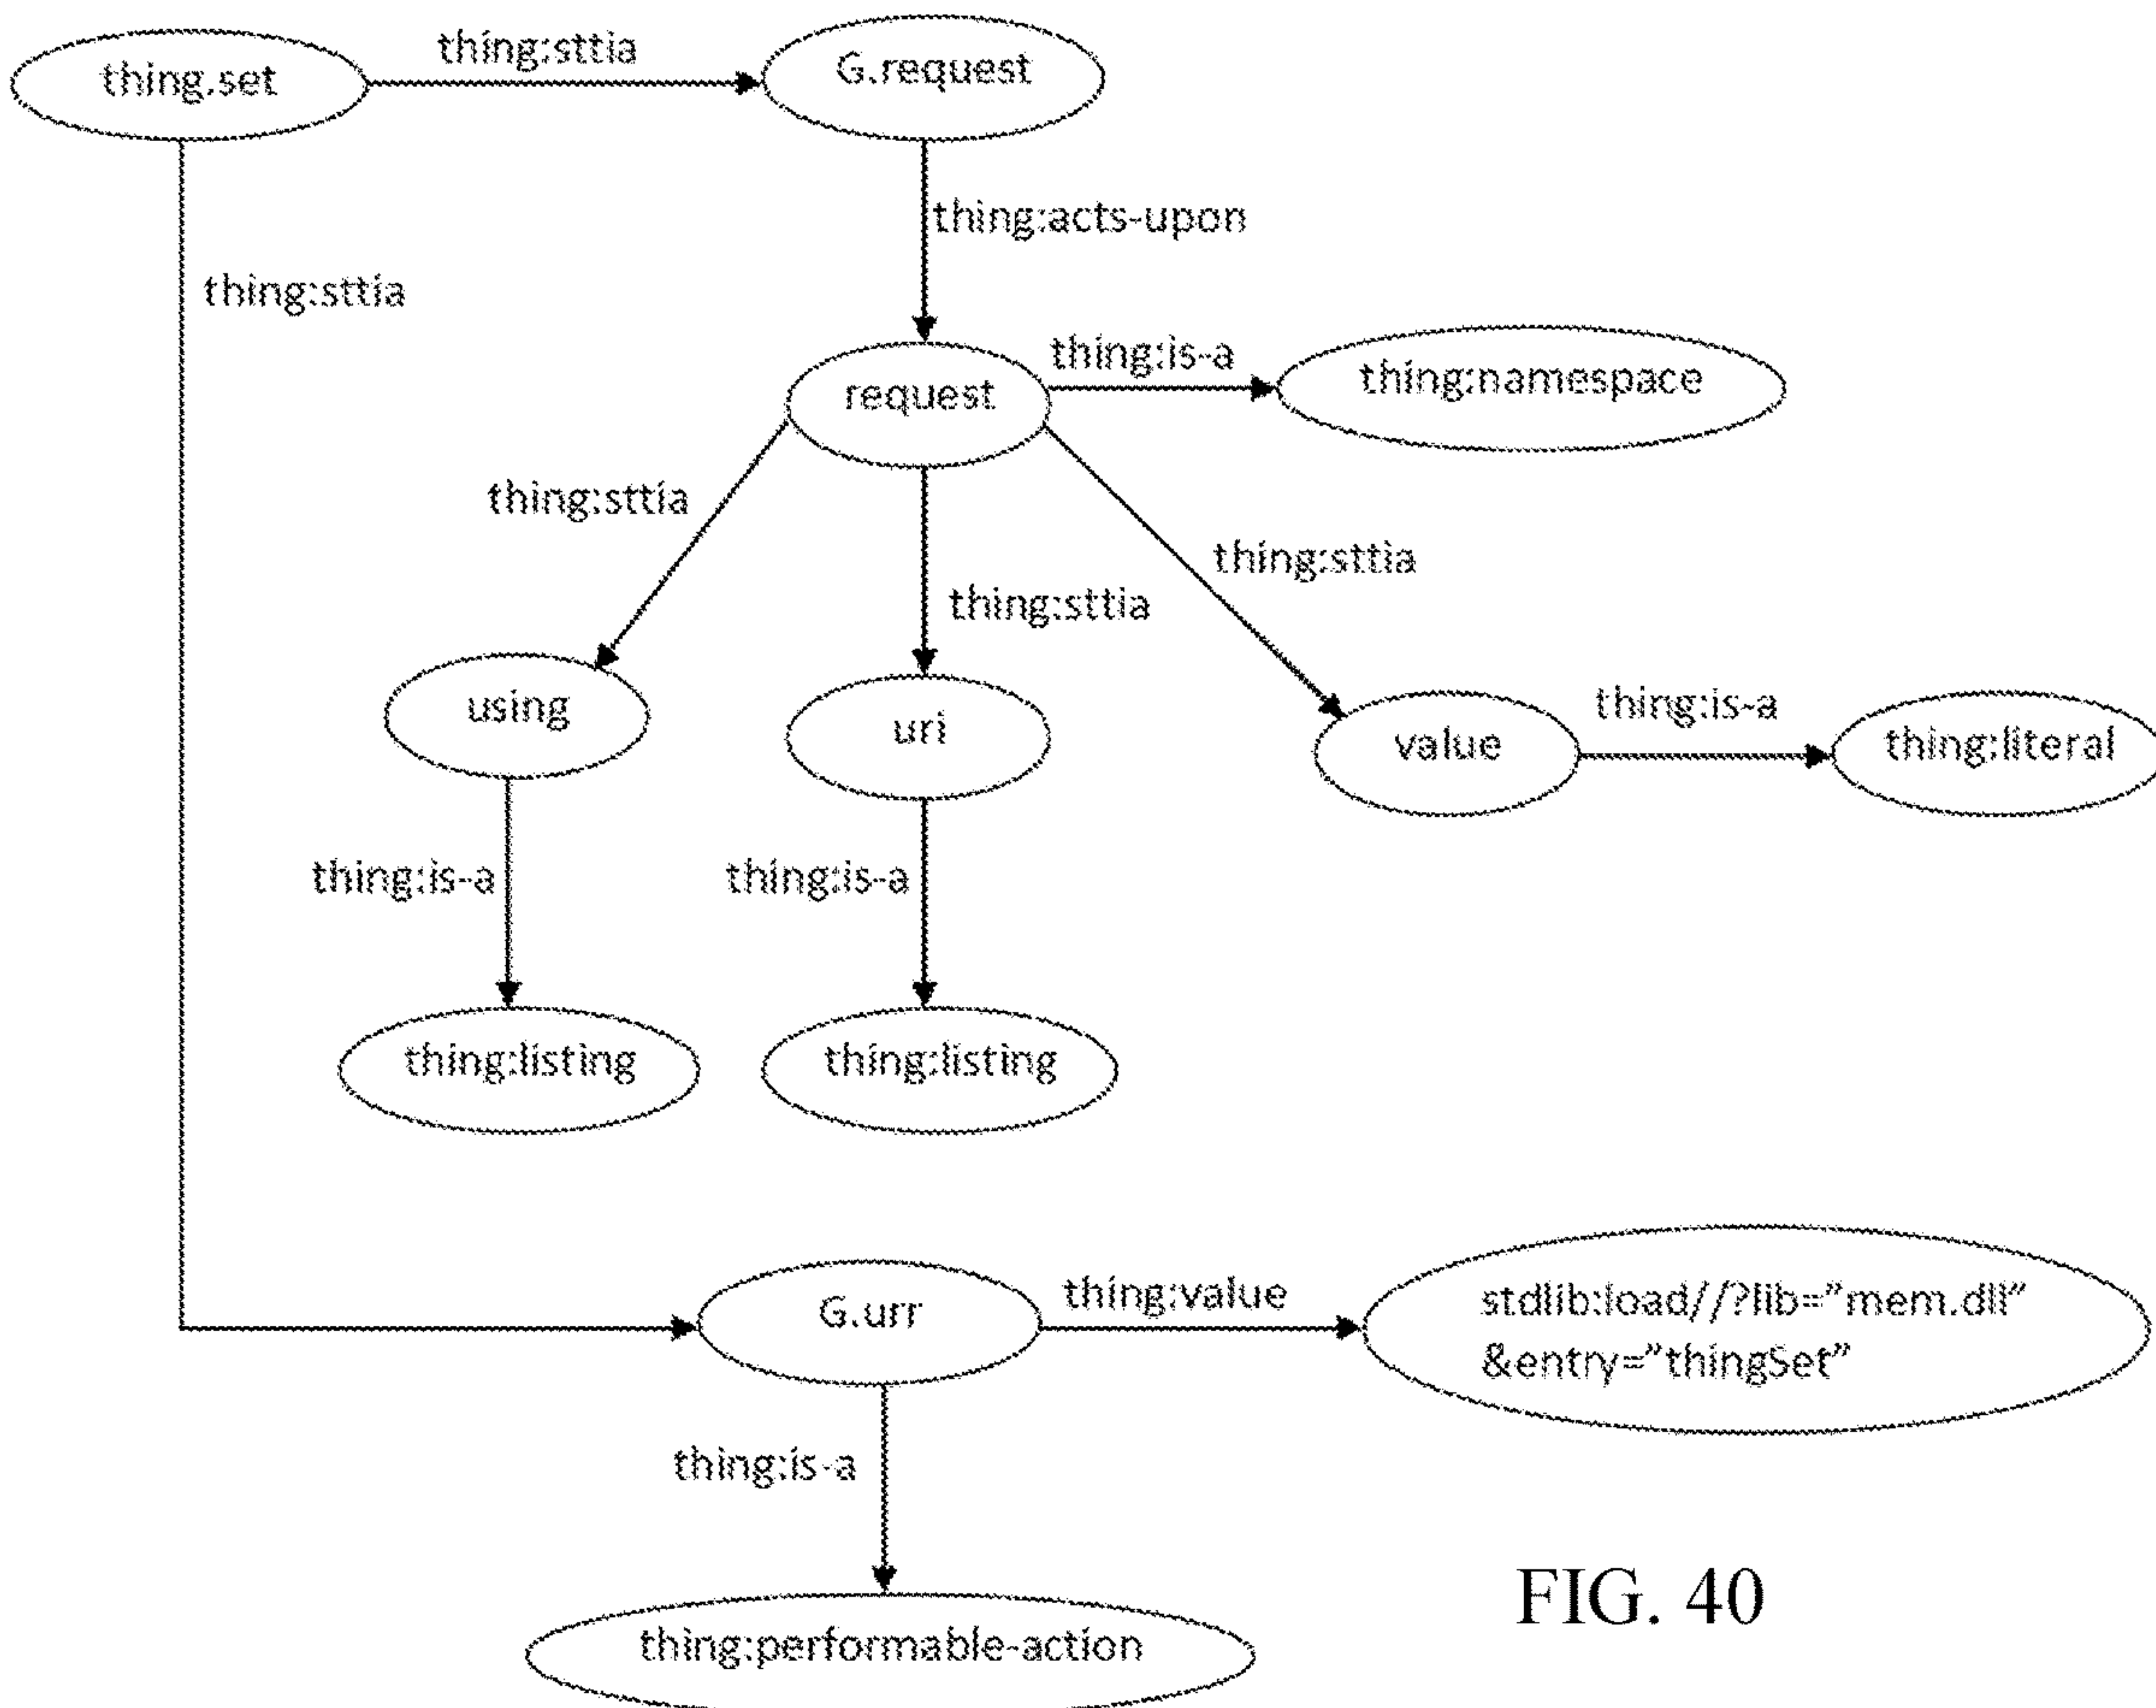 thing:sttia
thing.set
G.request
thing:acts-upon
thing:sttia
thing:is-a
request
thing:namespace
thing:sttia
thing:sttia
thing:sttia
using
uri
value
thing:is-a
thing:literal
thing:is-a
thing:is-a
thing:listing
thing:listing
G.urr
thing:value
stdlib:load//?lib="mem.dll"
&entry="thingSet"
thing:is-a
thing:performable-action
FIG. 40